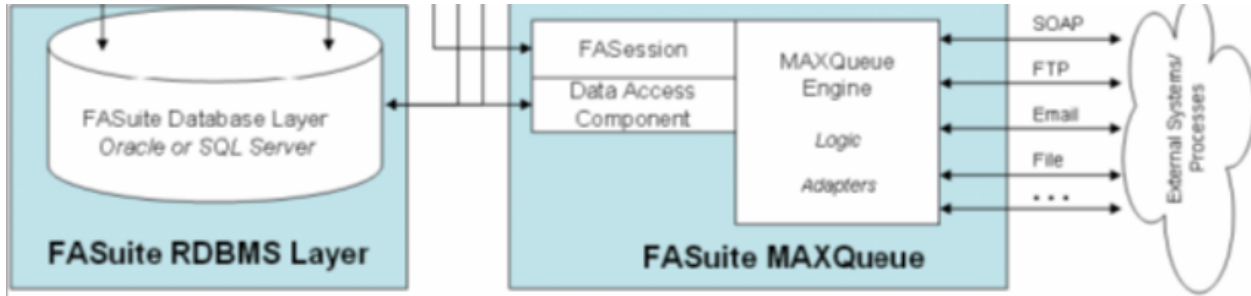 FASuite Database Layer
Oracle or SQL Server
FASuite RDBMS Layer
FASession
Data Access
Component
MAXQueue
Engine
Logic
Adapters
FASuite MAXQueue
SOAP
FTP
Email
File
...
External Systems/
Processes